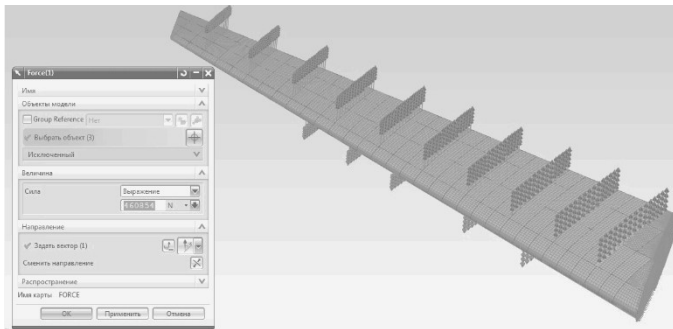 Force(1)
Имя
Объекты модели
Group Reference Нет
Выбрать объект (3)
Исключенный
Величина
Сила Выражение
N
Направление
Задать вектор (1)
Сменить направление
Распространение
Имя карты FORCE
OK Применить Отмена